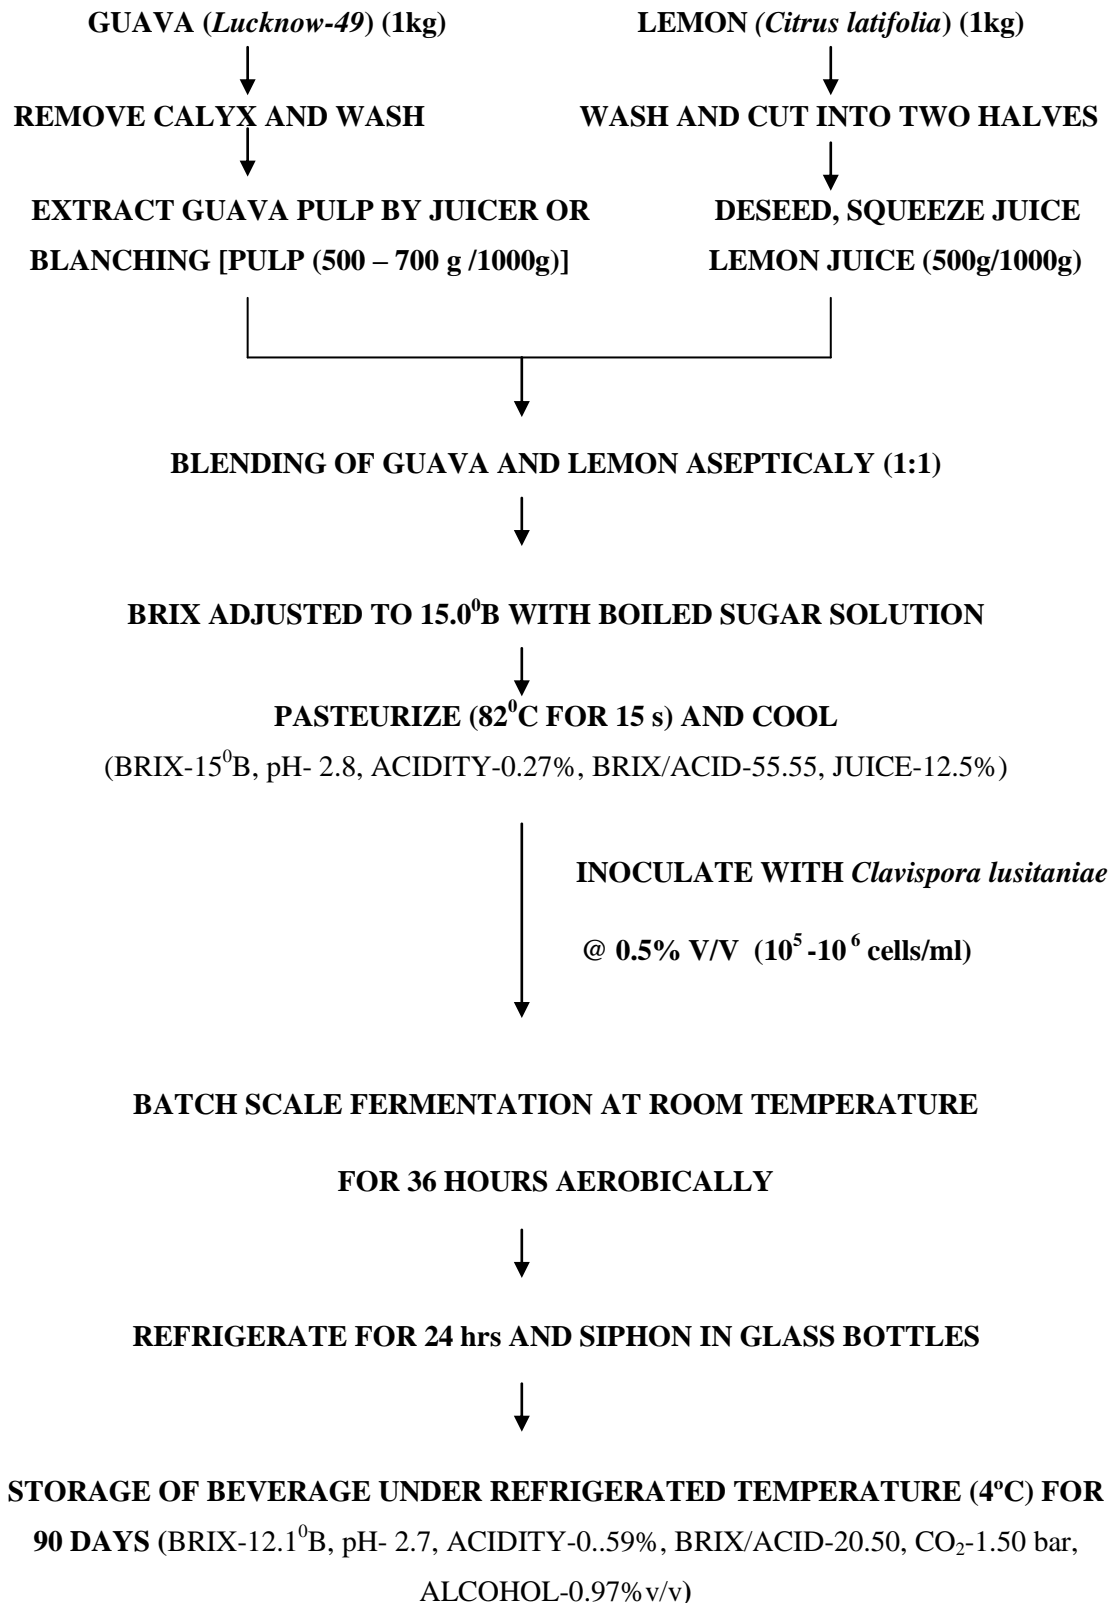 GUAVA (Lucknow-49) (1kg)
LEMON (Citrus latifolia) (1kg)
REMOVE CALYX AND WASH
WASH AND CUT INTO TWO HALVES
EXTRACT GUAVA PULP BY JUICER OR
BLANCHING [PULP (500 – 700 g /1000g)]
DESEED, SQUEEZE JUICE
LEMON JUICE (500g/1000g)
BLENDING OF GUAVA AND LEMON ASEPTICALY (1:1)
BRIX ADJUSTED TO 15.0⁰B WITH BOILED SUGAR SOLUTION
PASTEURIZE (82⁰C FOR 15 s) AND COOL
(BRIX-15⁰B, pH- 2.8, ACIDITY-0.27%, BRIX/ACID-55.55, JUICE-12.5%)
INOCULATE WITH Clavispora lusitaniae
@ 0.5% V/V (10⁵ -10 ⁶ cells/ml)
BATCH SCALE FERMENTATION AT ROOM TEMPERATURE
FOR 36 HOURS AEROBICALLY
REFRIGERATE FOR 24 hrs AND SIPHON IN GLASS BOTTLES
STORAGE OF BEVERAGE UNDER REFRIGERATED TEMPERATURE (4ºC) FOR
90 DAYS (BRIX-12.1⁰B, pH- 2.7, ACIDITY-0..59%, BRIX/ACID-20.50, CO₂-1.50 bar,
ALCOHOL-0.97%v/v)